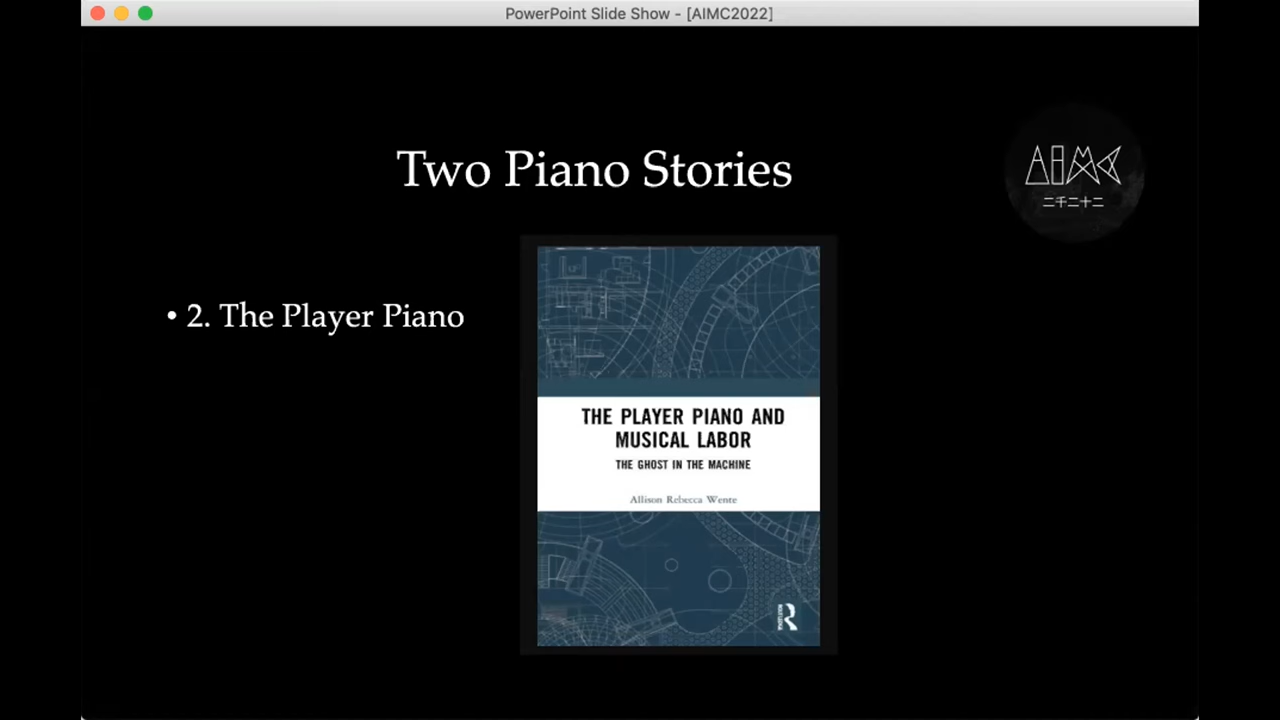 PowerPoint Slide Show - [AIMC2022]
Two Piano Stories
AIMC
二千二十二
• 2. The Player Piano
THE PLAYER PIANO AND
MUSICAL LABOR
THE GHOST IN THE MACHINE
Allison Rebecca Wente
R
ROUTLEDGE